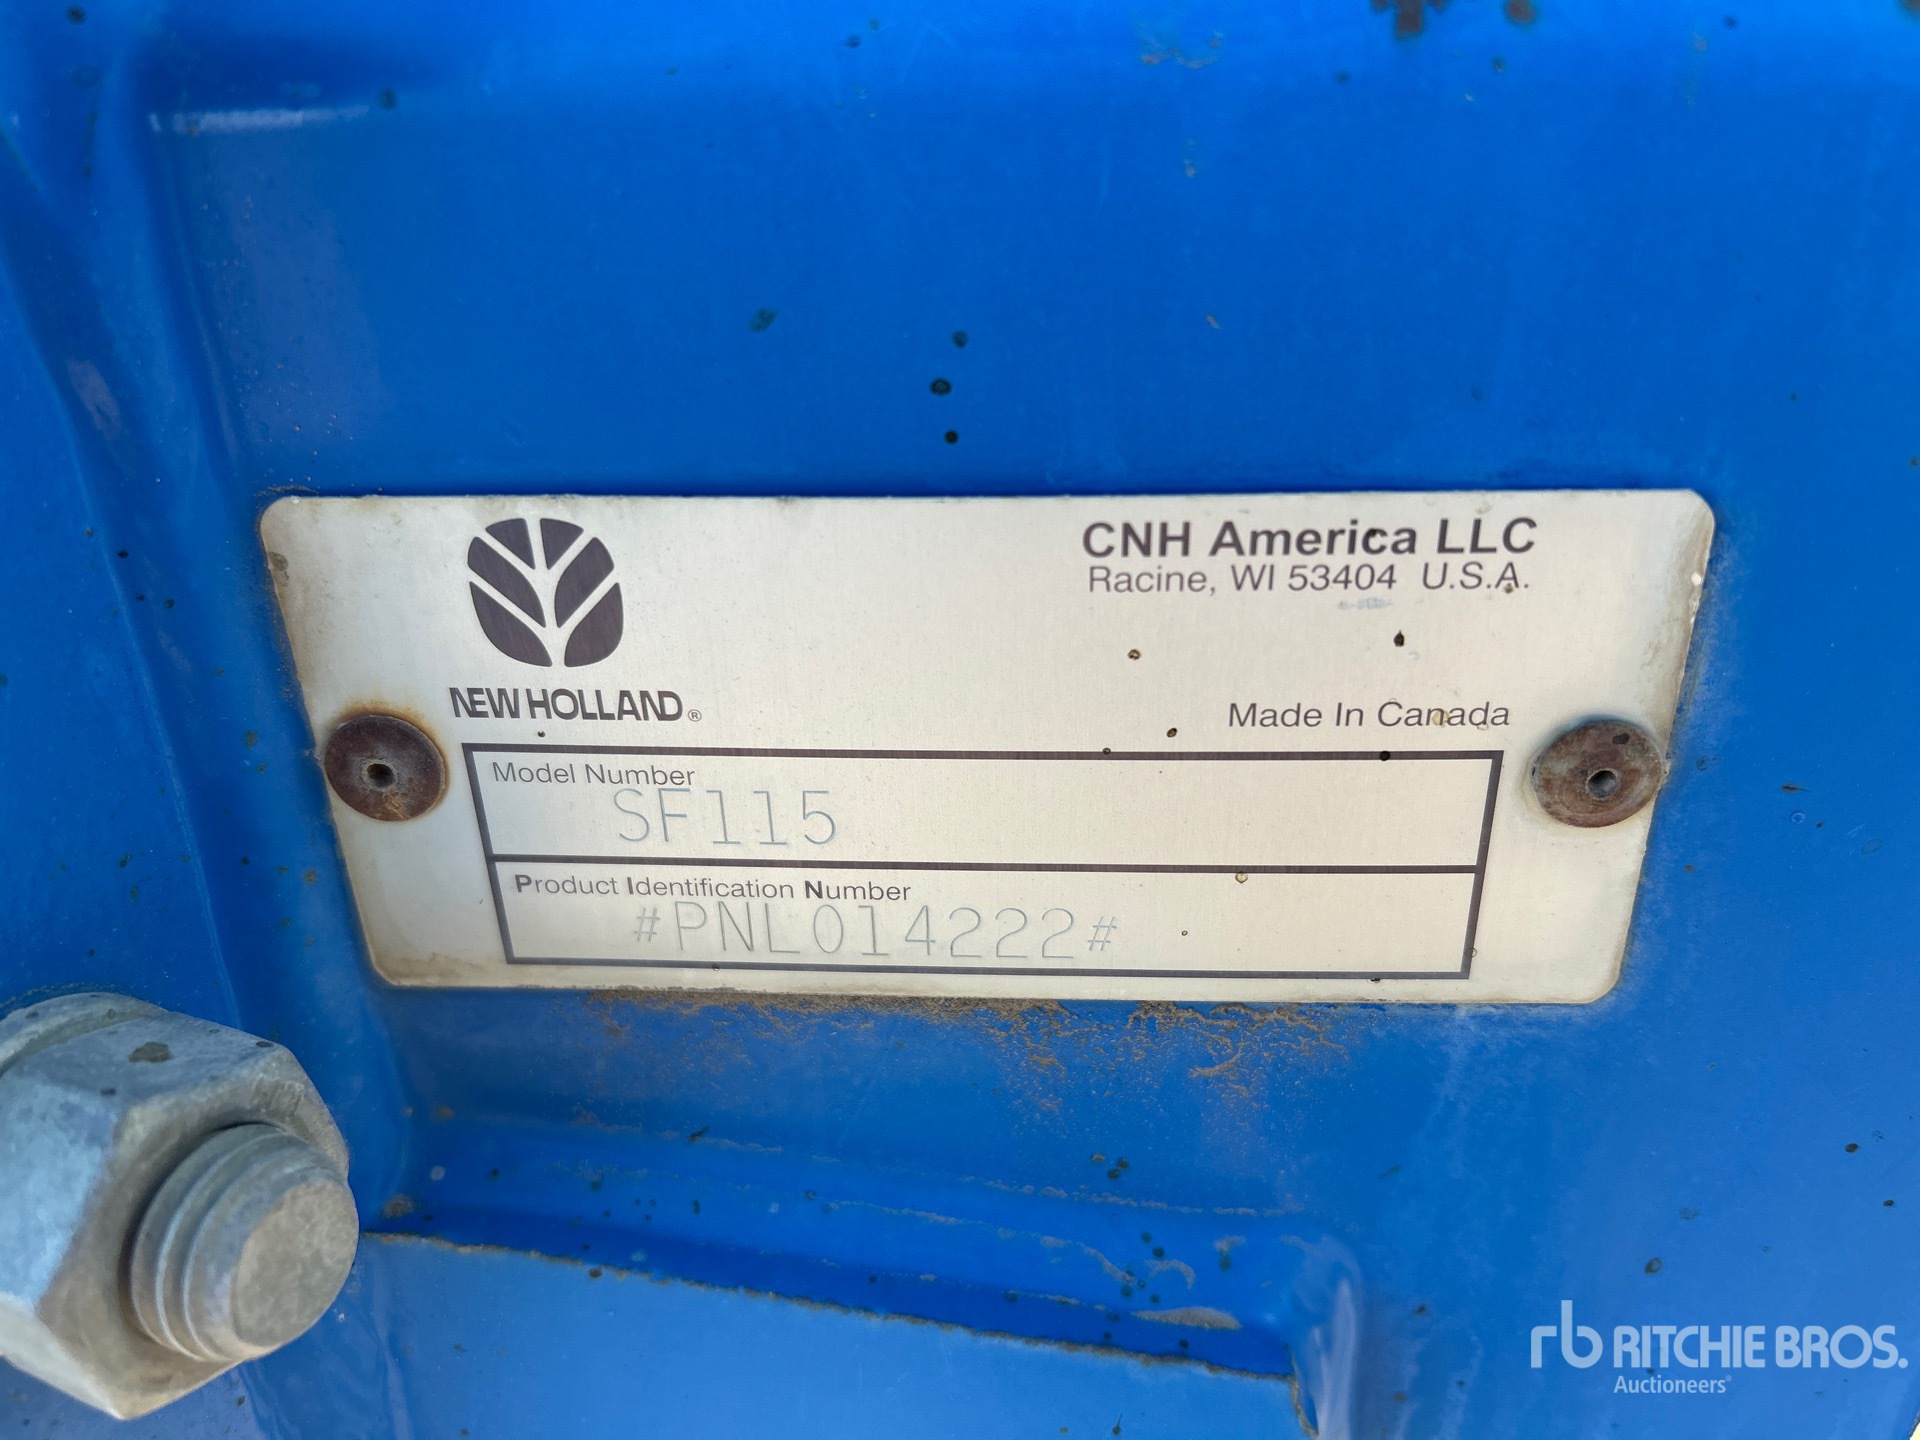 CNH America LLC
Racine, WI 53404 U.S.A.
NEW HOLLAND®
Made In Canada
Model Number
SF115
Product Identification Number
#PNL014222#
rb RITCHIE BROS.
Auctioneers